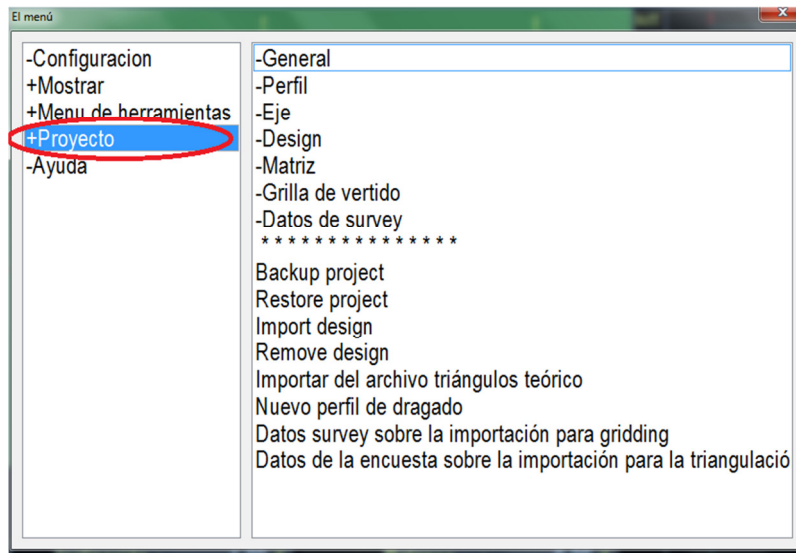 El menú
-Configuracion
+Mostrar
+Menu de herramientas
+Proyecto
-Ayuda
-General
-Perfil
-Eje
-Design
-Matriz
-Grilla de vertido
-Datos de survey
* * * * * * * * * * * * * * *
Backup project
Restore project
Import design
Remove design
Importar del archivo triángulos teórico
Nuevo perfil de dragado
Datos survey sobre la importación para gridding
Datos de la encuesta sobre la importación para la triangulació